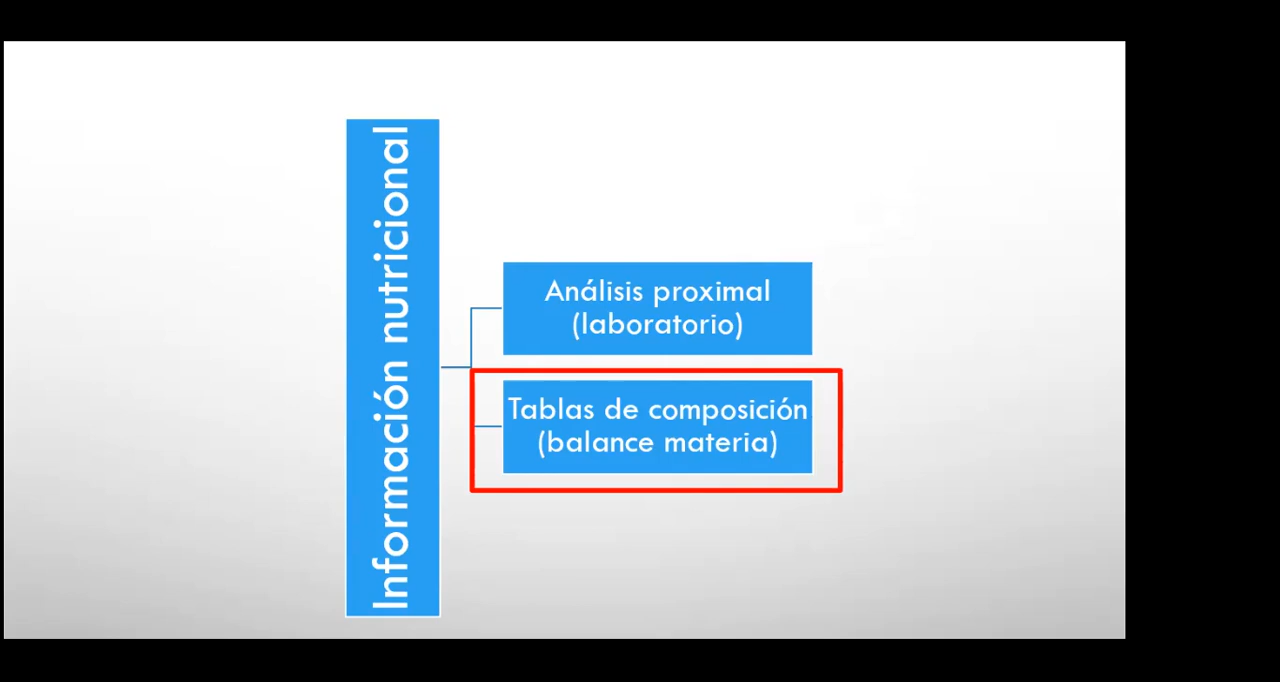 Información nutricional
Análisis proximal
(laboratorio)
Tablas de composición
(balance materia)